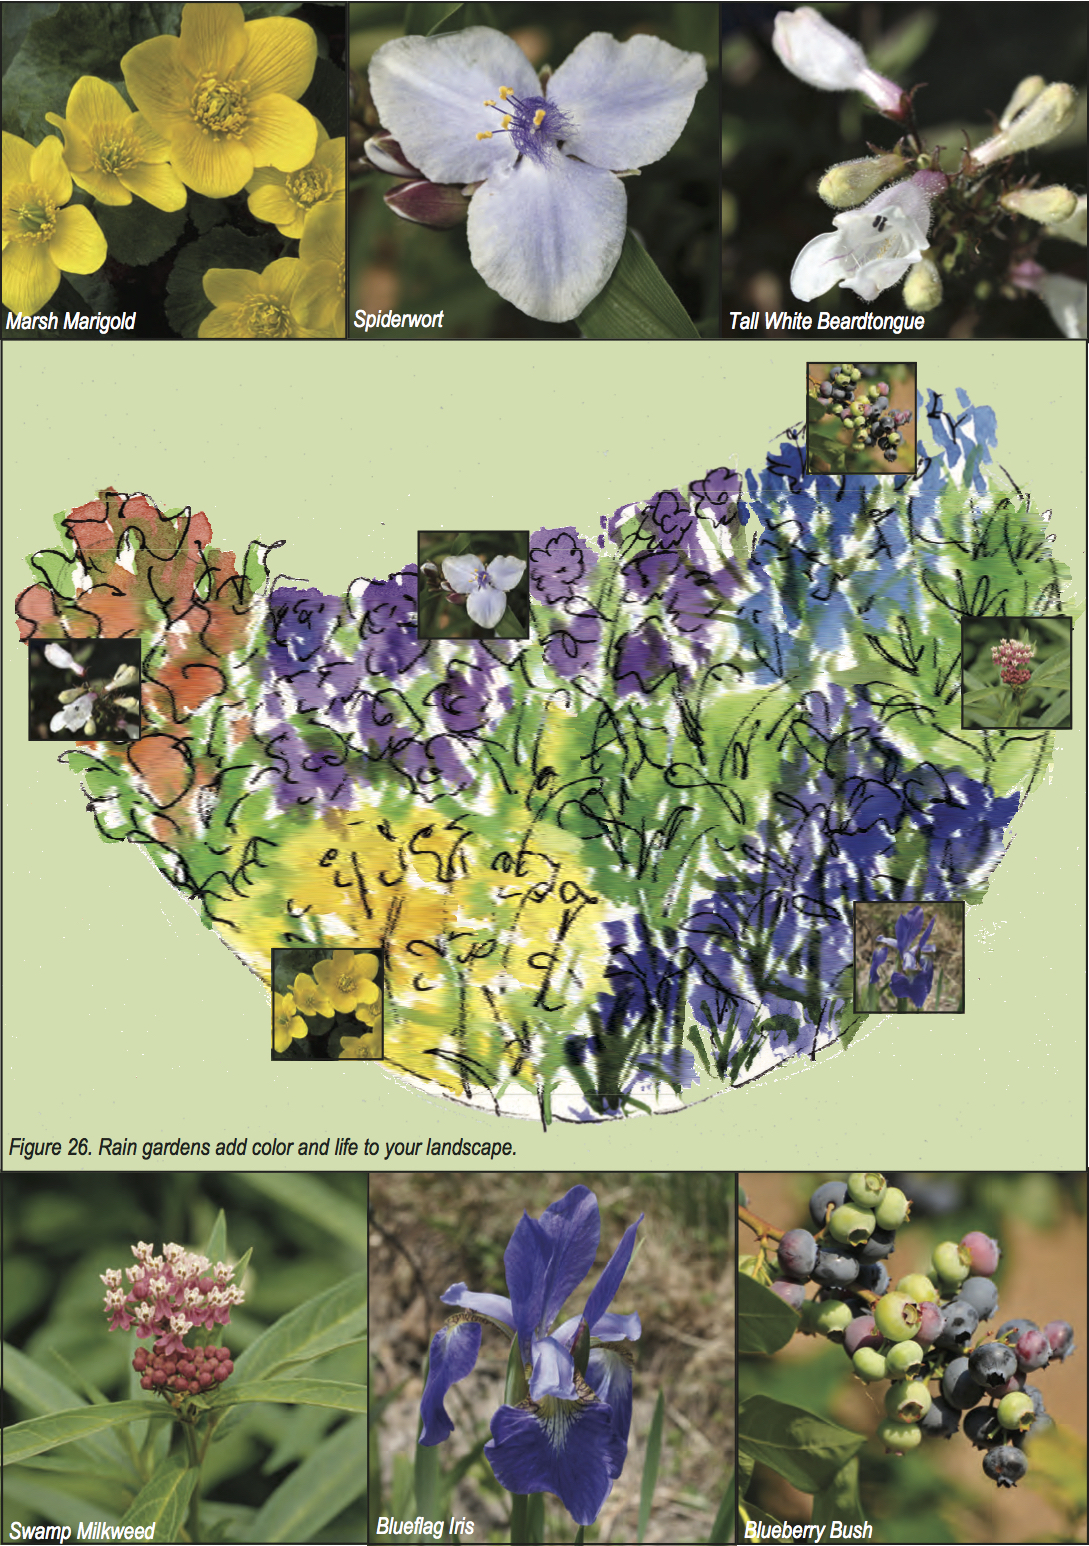 Marsh Marigold
Spiderwort
Tall White Beardtongue
Figure 26. Rain gardens add color and life to your landscape.
Swamp Milkweed
Blueflag Iris
Blueberry Bush